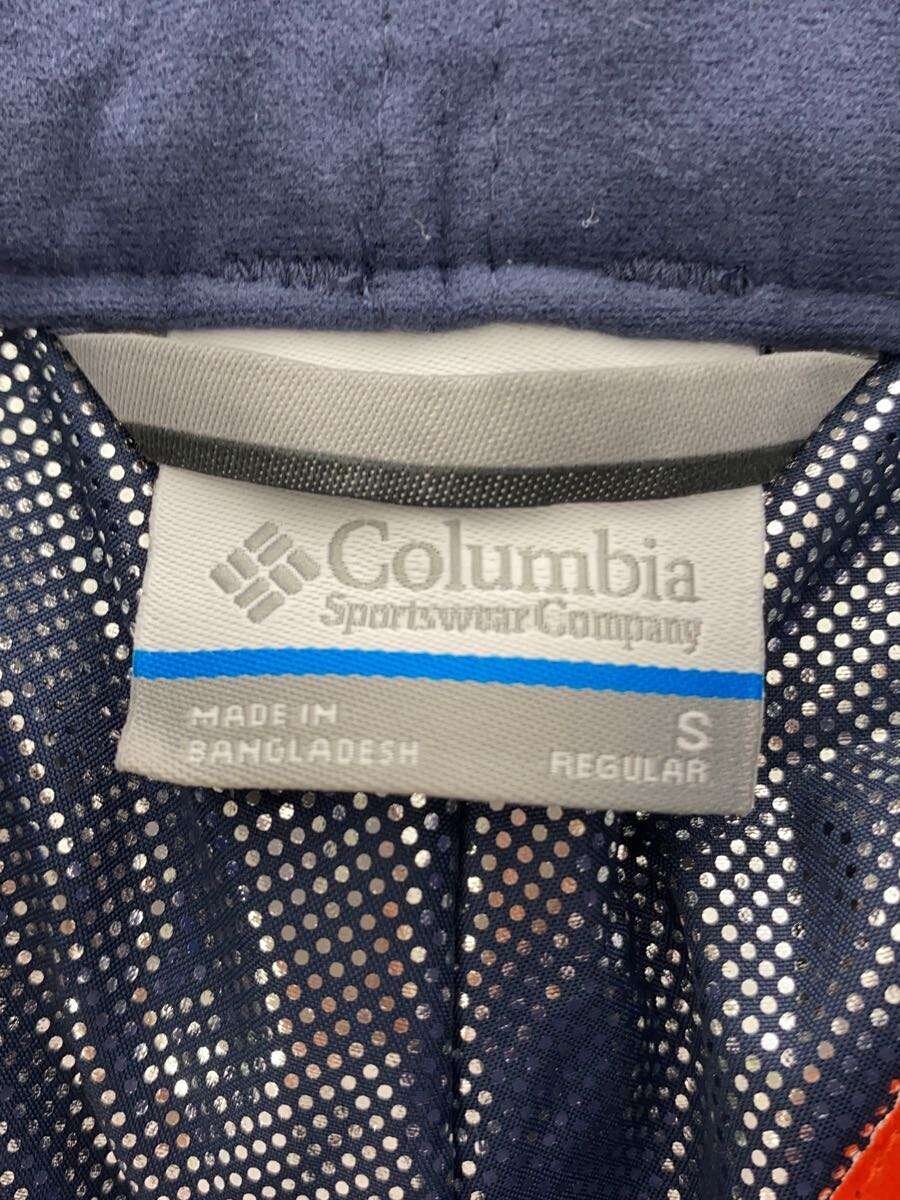 Columbia
Sportswear Company
MADE IN
BANGLADESH
S
REGULAR